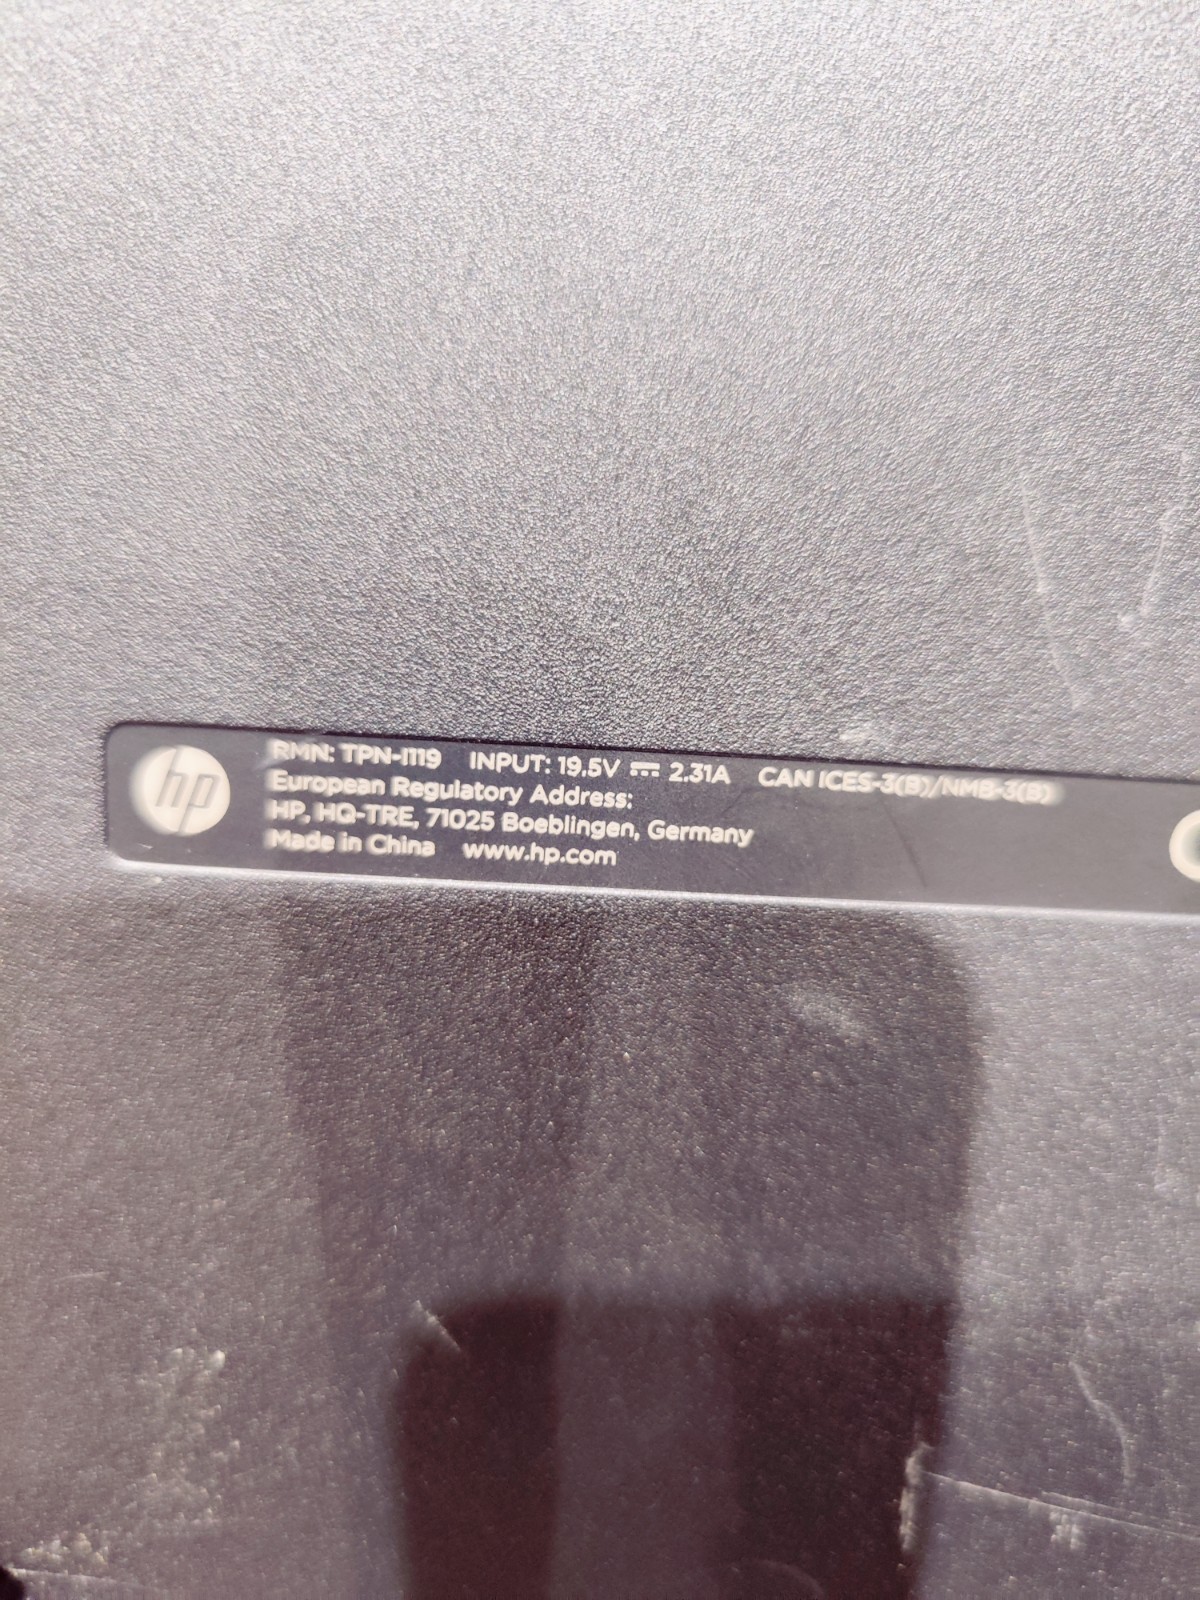 hp
RMN: TPN-I119 INPUT: 19.5V ⎓ 2.31A CAN ICES-3(B)/NMB-3(B)
European Regulatory Address:
HP, HQ-TRE, 71025 Boeblingen, Germany
Made in China www.hp.com